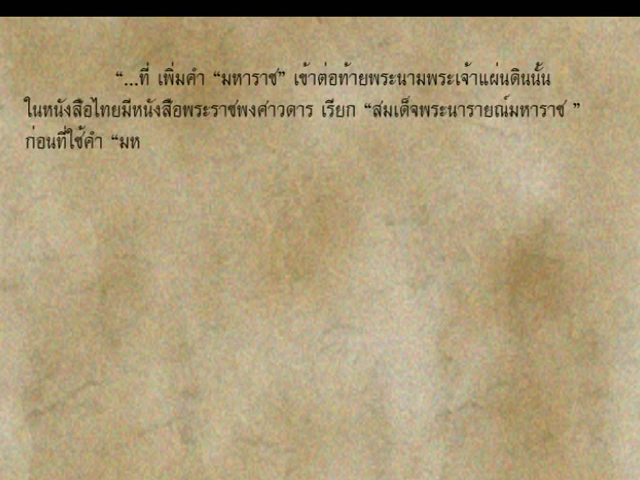 “...ที่ เพิ่มคำ “มหาราช” เข้าต่อท้ายพระนามพระเจ้าแผ่นดินนั้น
ในหนังสือไทยมีหนังสือพระราชพงศาวดาร เรียก “สมเด็จพระนารายณ์มหาราช ”
ก่อนที่ใช้คำ “มห